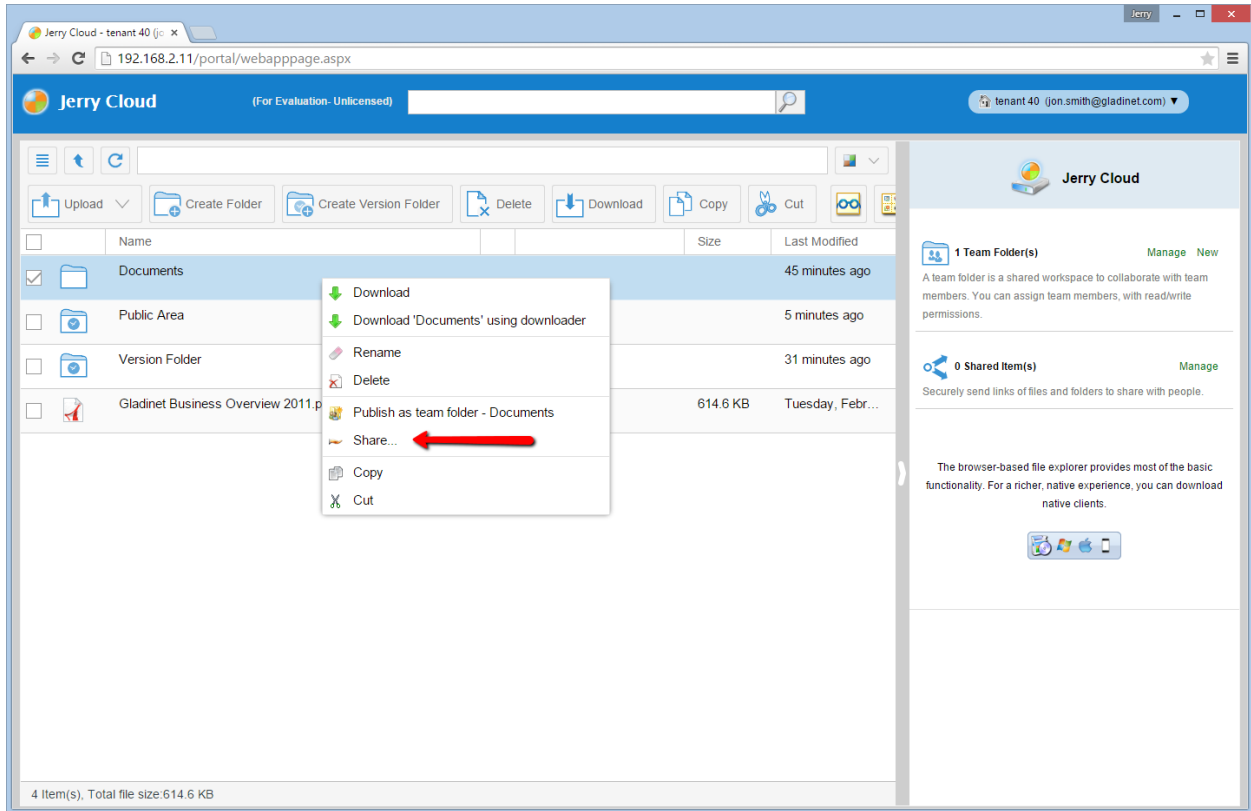 Jerry
Jerry Cloud - tenant 40 (jo
192.168.2.11/portal/webapppage.aspx
Jerry Cloud
(For Evaluation- Unlicensed)
tenant 40 (jon.smith@gladinet.com) ▼
Upload
Create Folder
Create Version Folder
Delete
Download
Copy
Cut
Name
Size
Last Modified
Documents
45 minutes ago
Public Area
5 minutes ago
Version Folder
31 minutes ago
Gladinet Business Overview 2011.p
614.6 KB
Tuesday, Febr...
Download
Download 'Documents' using downloader
Rename
Delete
Publish as team folder - Documents
Share...
Copy
Cut
4 Item(s), Total file size:614.6 KB
Jerry Cloud
1 Team Folder(s)
Manage New
A team folder is a shared workspace to collaborate with team
members. You can assign team members, with read/write
permissions.
0 Shared Item(s)
Manage
Securely send links of files and folders to share with people.
The browser-based file explorer provides most of the basic
functionality. For a richer, native experience, you can download
native clients.